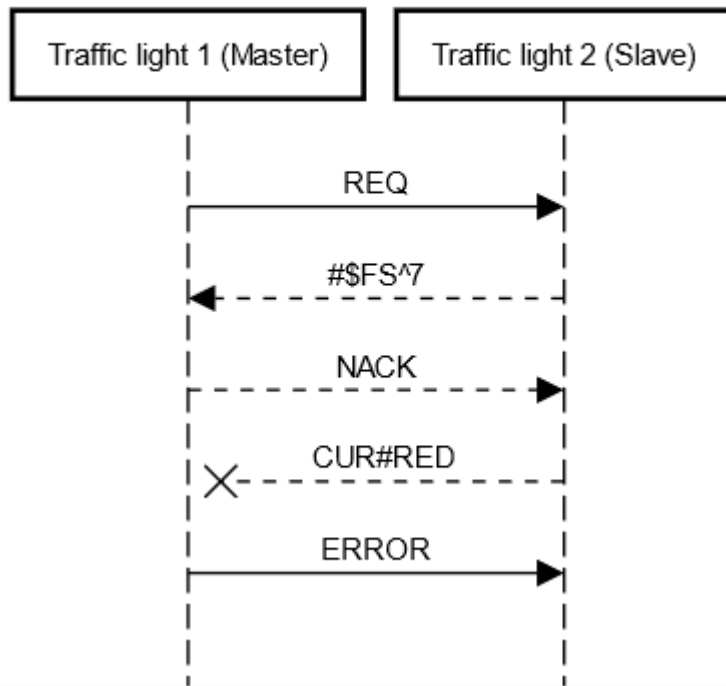 Traffic light 1 (Master)
Traffic light 2 (Slave)
REQ
#$FS^7
NACK
CUR#RED
ERROR